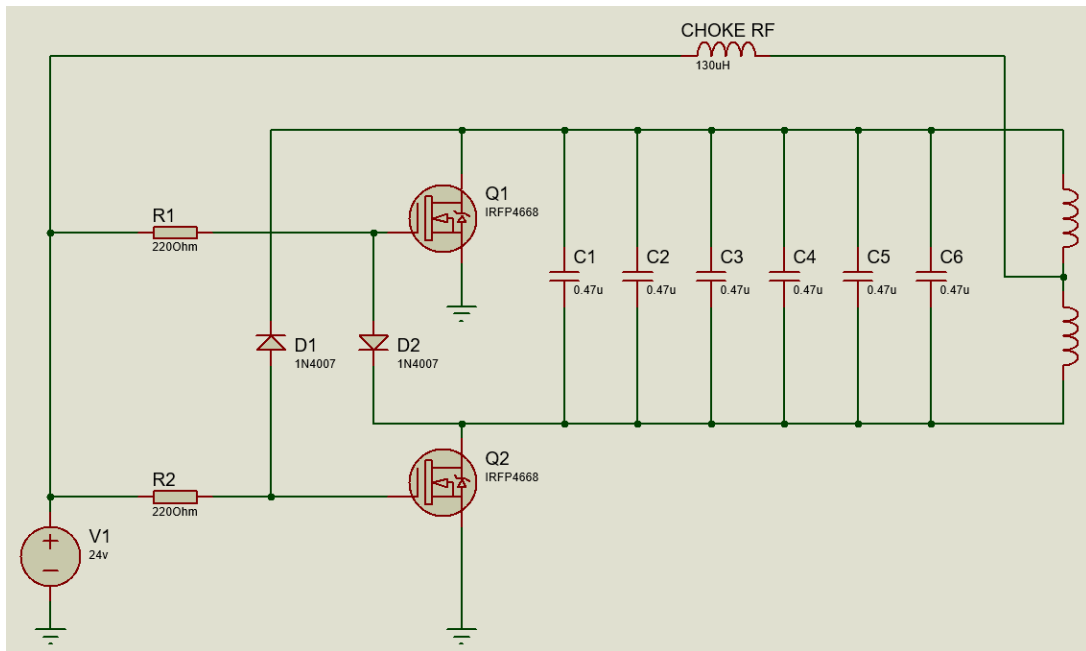 CHOKE RF
130uH
Q1
IRFP4668
R1
220Ohm
C1
0.47u
C2
0.47u
C3
0.47u
C4
0.47u
C5
0.47u
C6
0.47u
D1
1N4007
D2
1N4007
Q2
IRFP4668
R2
220Ohm
V1
24v